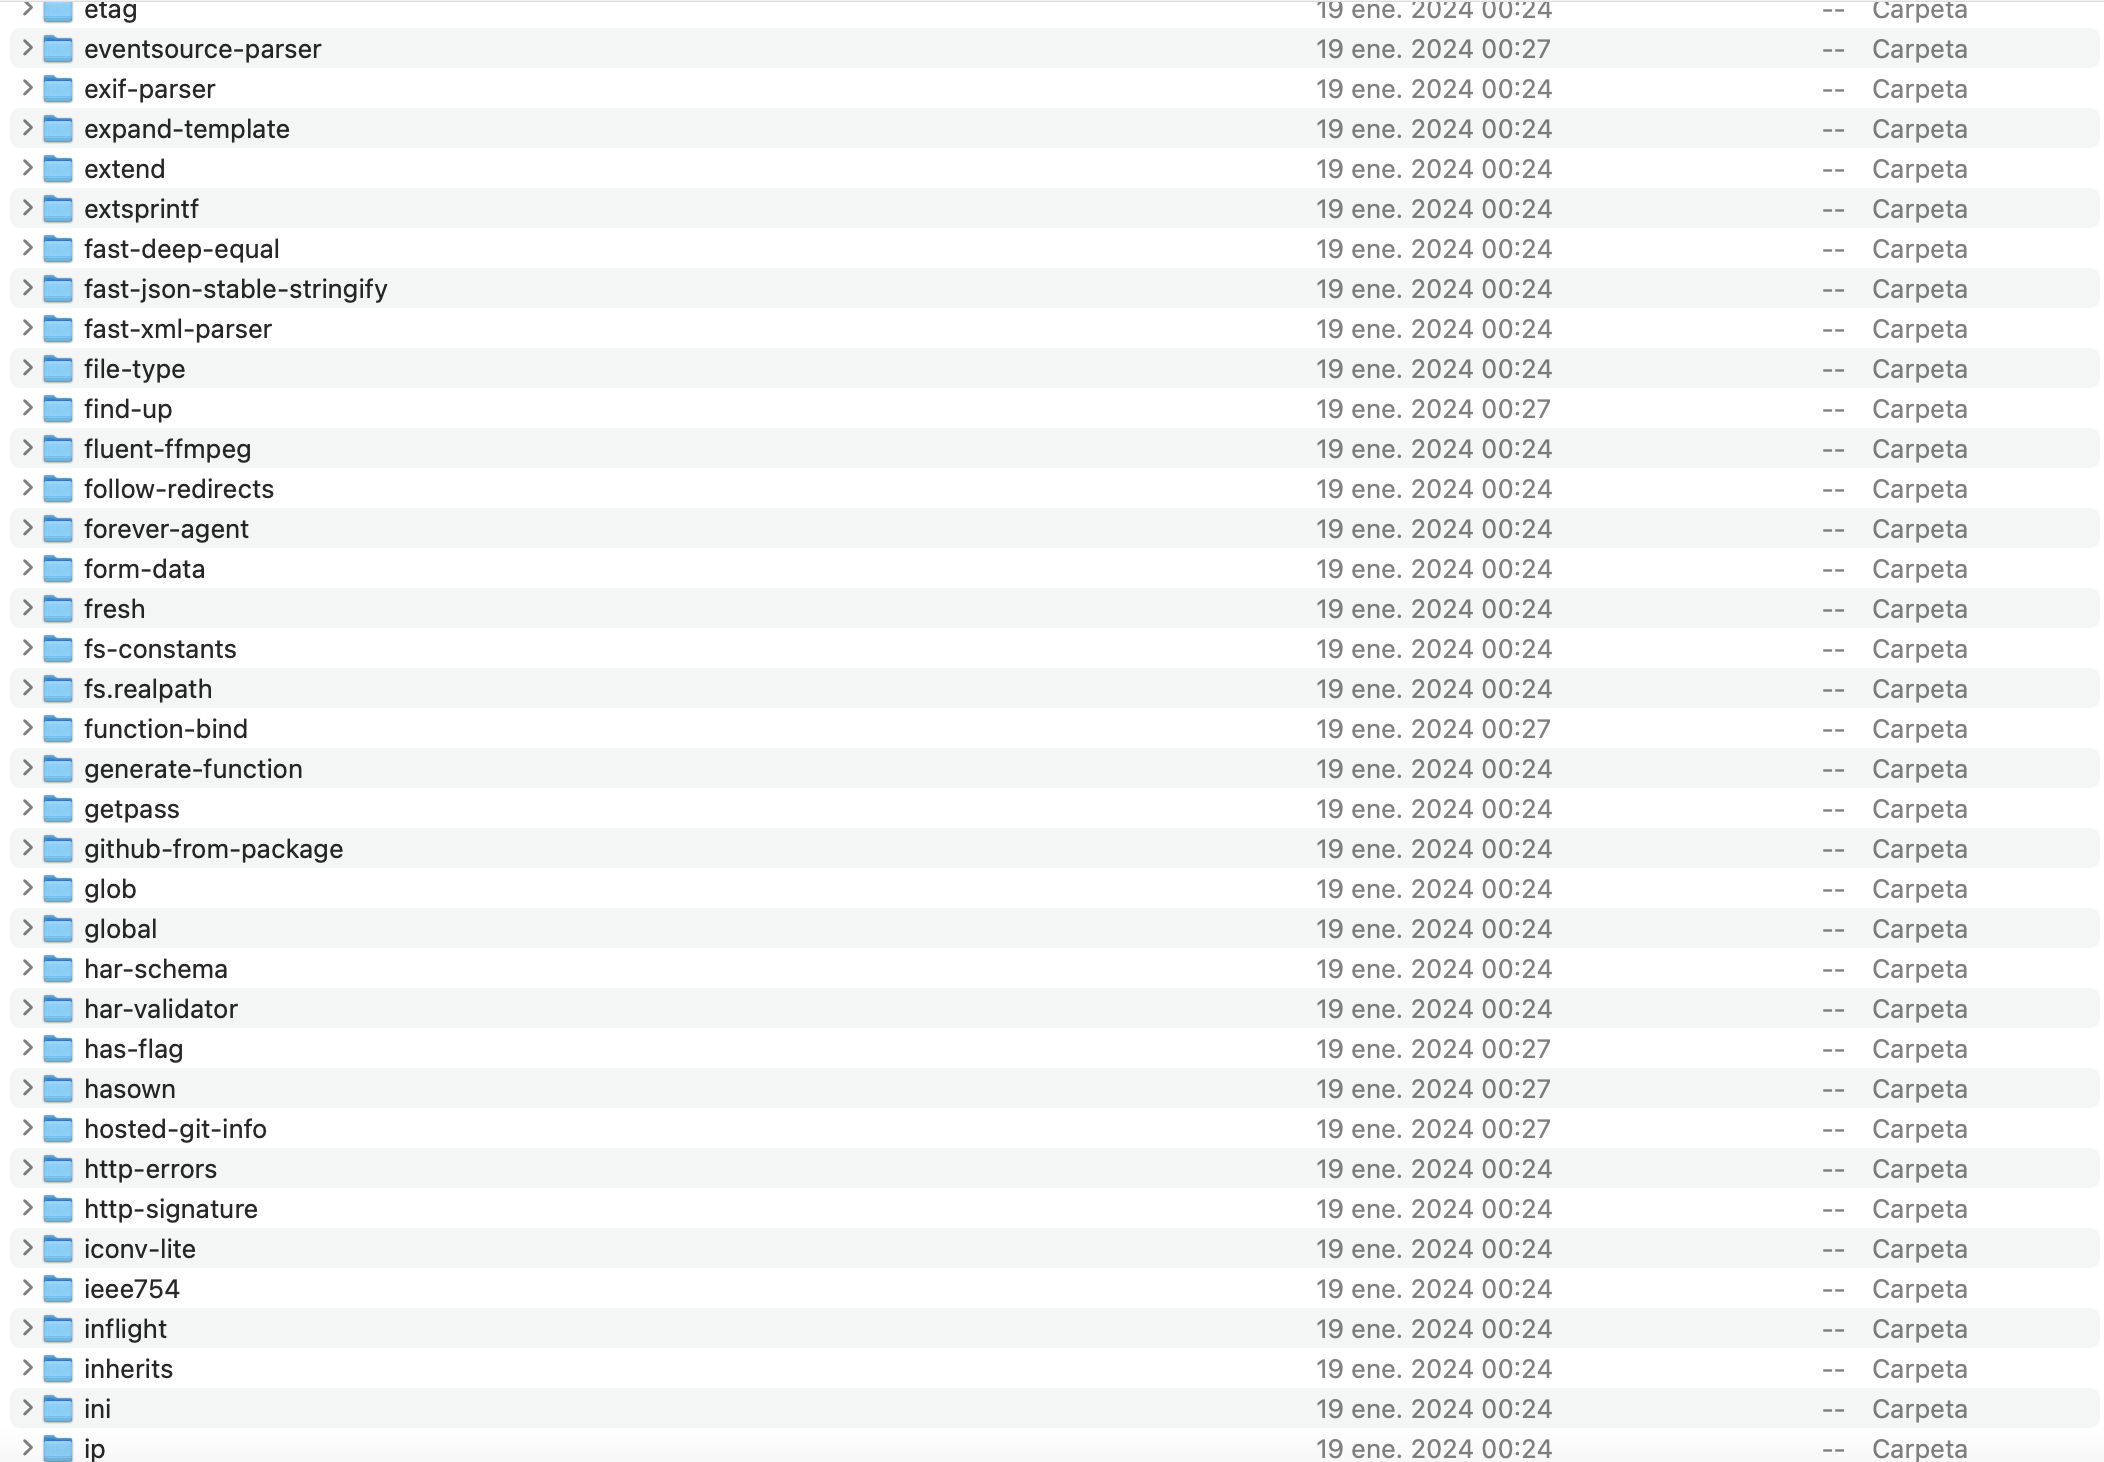 etag 19 ene. 2024 00:24 -- Carpeta
eventsource-parser 19 ene. 2024 00:27 -- Carpeta
exif-parser 19 ene. 2024 00:24 -- Carpeta
expand-template 19 ene. 2024 00:24 -- Carpeta
extend 19 ene. 2024 00:24 -- Carpeta
extsprintf 19 ene. 2024 00:24 -- Carpeta
fast-deep-equal 19 ene. 2024 00:24 -- Carpeta
fast-json-stable-stringify 19 ene. 2024 00:24 -- Carpeta
fast-xml-parser 19 ene. 2024 00:24 -- Carpeta
file-type 19 ene. 2024 00:24 -- Carpeta
find-up 19 ene. 2024 00:27 -- Carpeta
fluent-ffmpeg 19 ene. 2024 00:24 -- Carpeta
follow-redirects 19 ene. 2024 00:24 -- Carpeta
forever-agent 19 ene. 2024 00:24 -- Carpeta
form-data 19 ene. 2024 00:24 -- Carpeta
fresh 19 ene. 2024 00:24 -- Carpeta
fs-constants 19 ene. 2024 00:24 -- Carpeta
fs.realpath 19 ene. 2024 00:24 -- Carpeta
function-bind 19 ene. 2024 00:27 -- Carpeta
generate-function 19 ene. 2024 00:24 -- Carpeta
getpass 19 ene. 2024 00:24 -- Carpeta
github-from-package 19 ene. 2024 00:24 -- Carpeta
glob 19 ene. 2024 00:24 -- Carpeta
global 19 ene. 2024 00:24 -- Carpeta
har-schema 19 ene. 2024 00:24 -- Carpeta
har-validator 19 ene. 2024 00:24 -- Carpeta
has-flag 19 ene. 2024 00:27 -- Carpeta
hasown 19 ene. 2024 00:27 -- Carpeta
hosted-git-info 19 ene. 2024 00:27 -- Carpeta
http-errors 19 ene. 2024 00:24 -- Carpeta
http-signature 19 ene. 2024 00:24 -- Carpeta
iconv-lite 19 ene. 2024 00:24 -- Carpeta
ieee754 19 ene. 2024 00:24 -- Carpeta
inflight 19 ene. 2024 00:24 -- Carpeta
inherits 19 ene. 2024 00:24 -- Carpeta
ini 19 ene. 2024 00:24 -- Carpeta
ip 19 ene. 2024 00:24 -- Carpeta